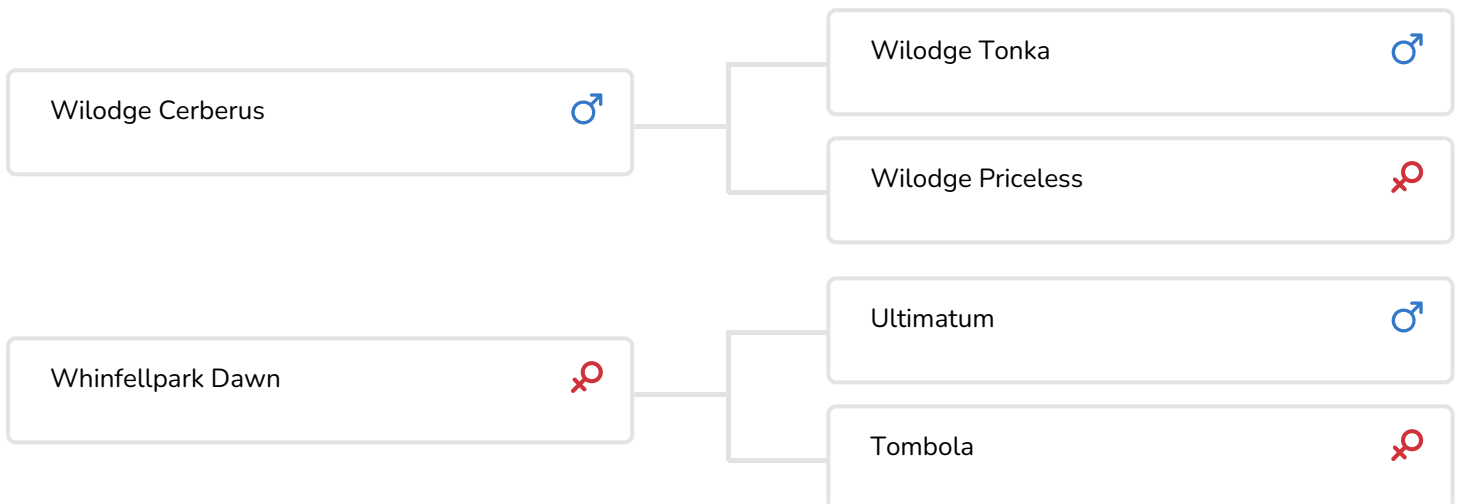 Wilodge Cerberus
Wilodge Tonka
Wilodge Priceless
Whinfellpark Dawn
Ultimatum
Tombola